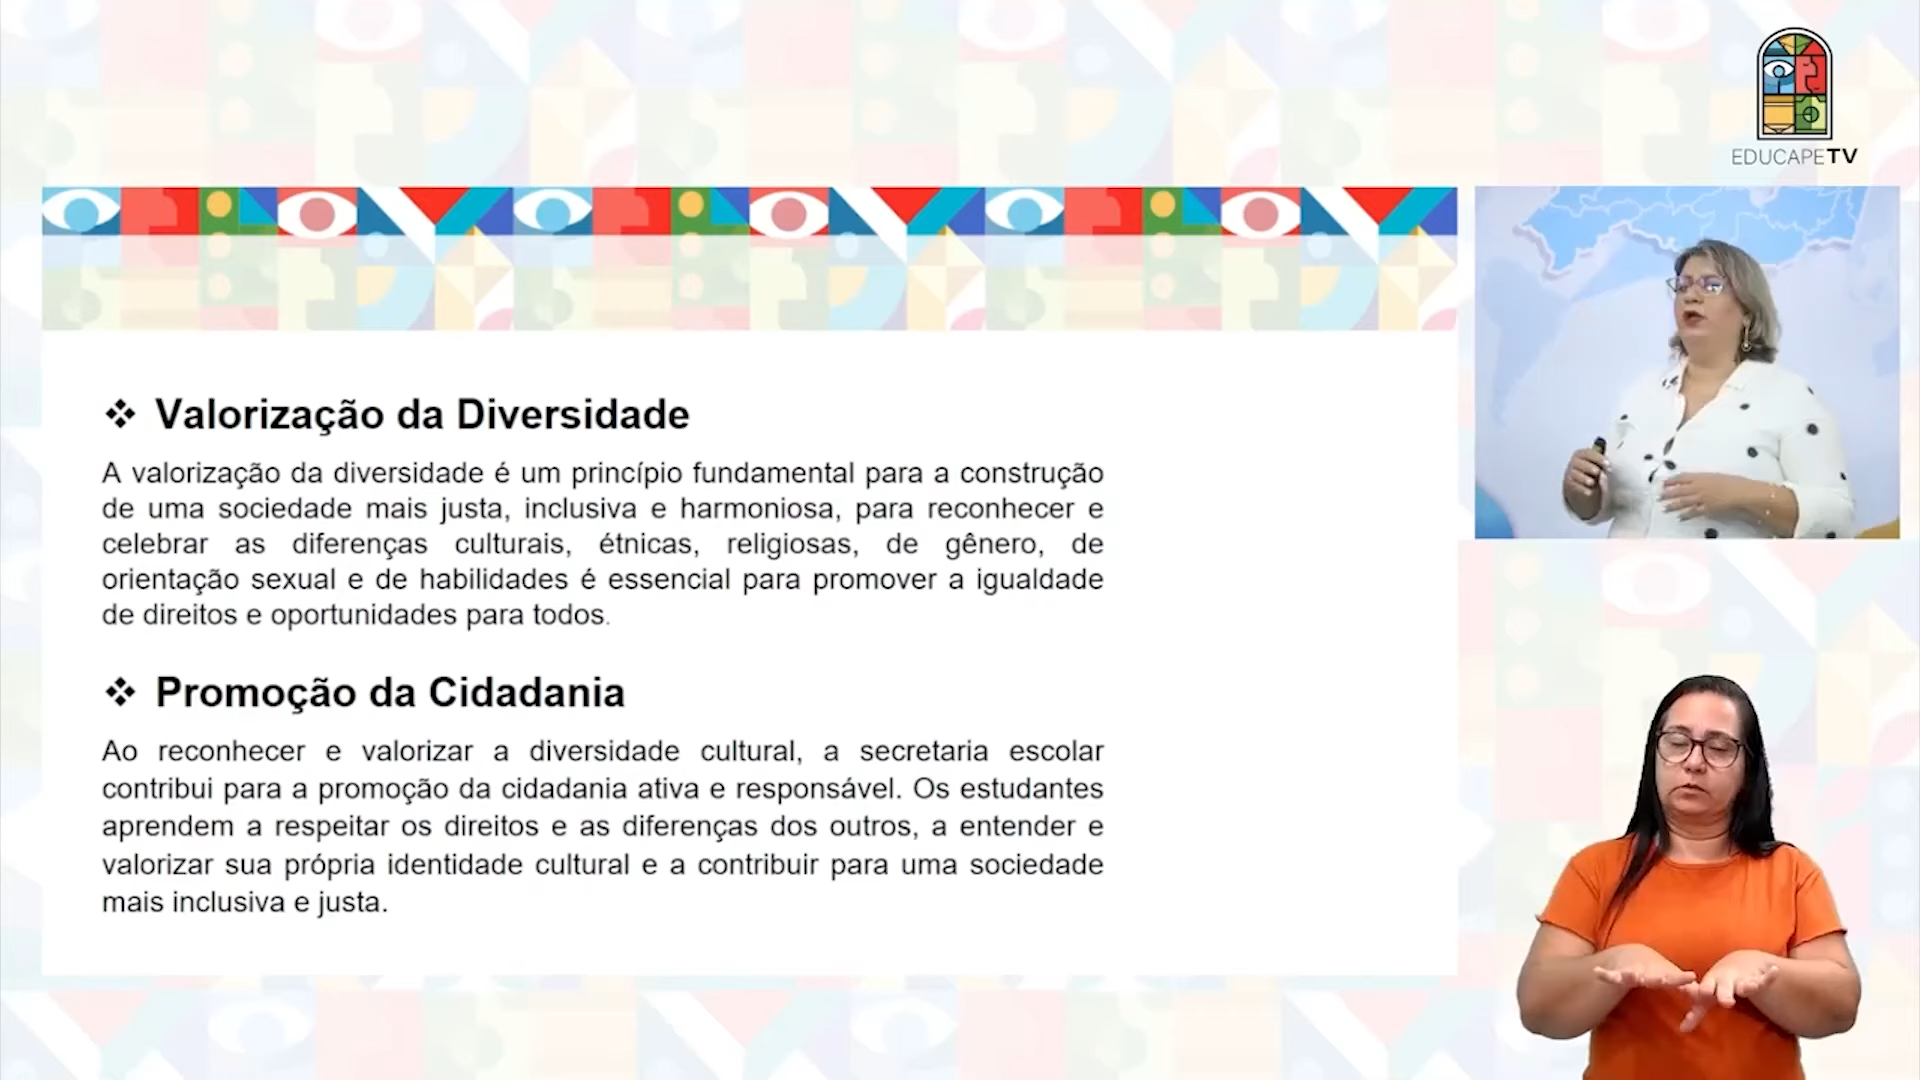 EDUCAPETV
Valorização da Diversidade
A valorização da diversidade é um princípio fundamental para a construção
de uma sociedade mais justa, inclusiva e harmoniosa, para reconhecer e
celebrar as diferenças culturais, étnicas, religiosas, de gênero, de
orientação sexual e de habilidades é essencial para promover a igualdade
de direitos e oportunidades para todos.
Promoção da Cidadania
Ao reconhecer e valorizar a diversidade cultural, a secretaria escolar
contribui para a promoção da cidadania ativa e responsável. Os estudantes
aprendem a respeitar os direitos e as diferenças dos outros, a entender e
valorizar sua própria identidade cultural e a contribuir para uma sociedade
mais inclusiva e justa.